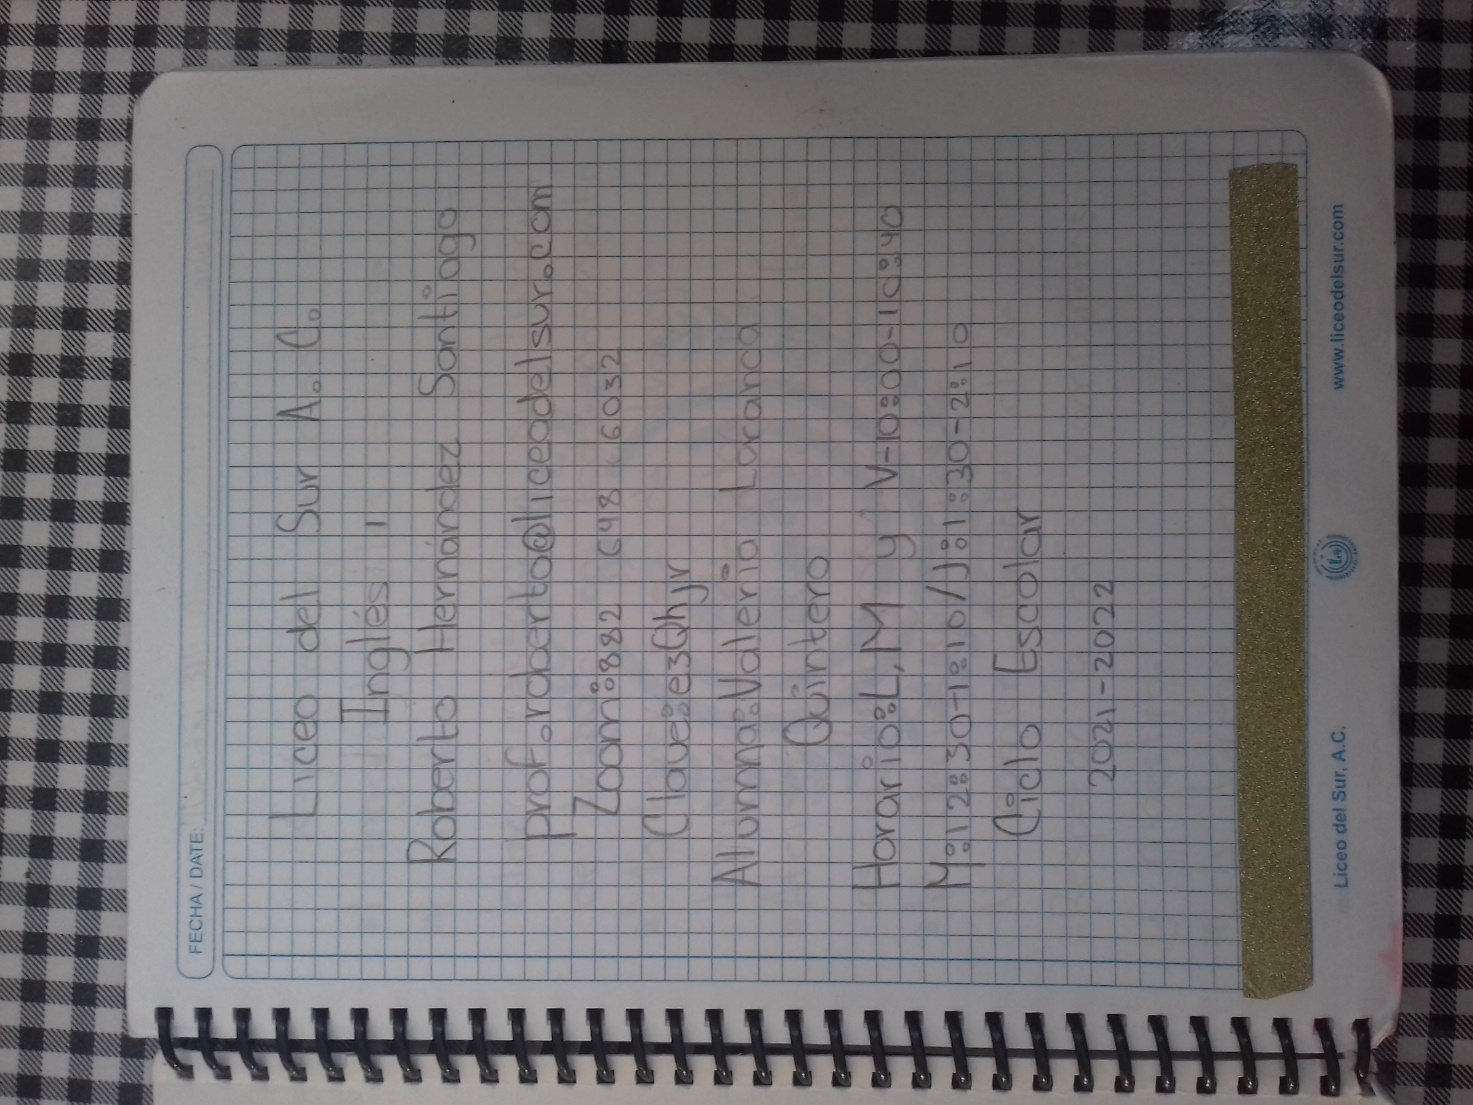 FECHA / DATE:
Liceo del Sur A. C.
Inglés 1
Roberto Hernández Santiago
prof.roberto@liceodelsur.com
Zoom:882 648 6032
Clave:e3Qhjr
Alumna:Valeria Loranca
Quintero
Horario:L,M y V-10:00-10:40
M:12:30-1:10/J:1:30-2:10
Ciclo Escolar
2021-2022
Liceo del Sur, A.C.
www.liceodelsur.com